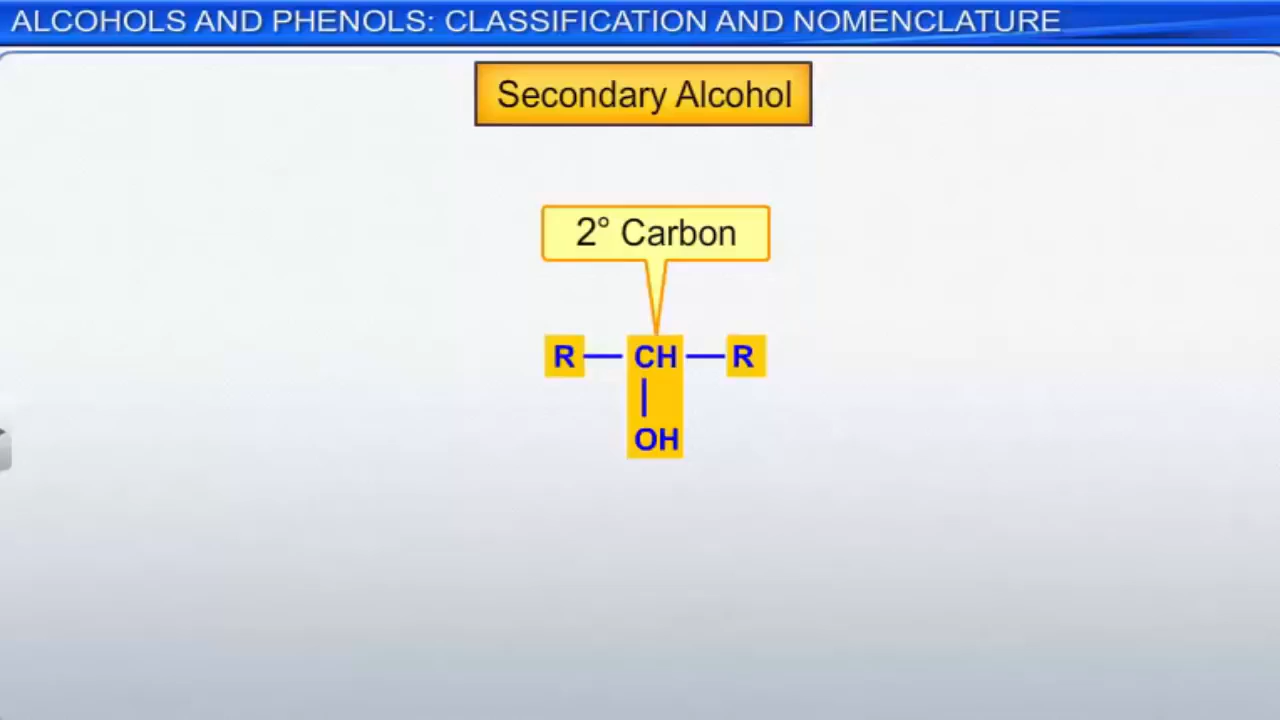 ALCOHOLS AND PHENOLS: CLASSIFICATION AND NOMENCLATURE
Secondary Alcohol
2° Carbon
R CH R
OH